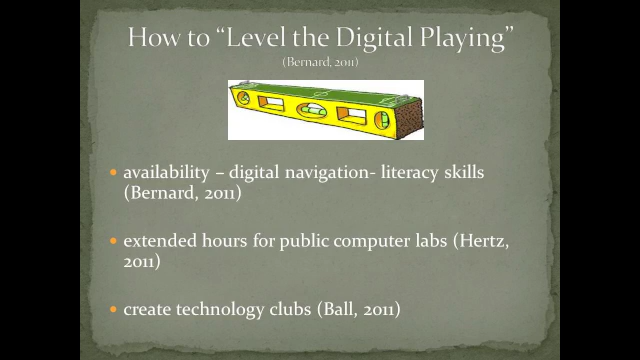 How to “Level the Digital Playing”
(Bernard, 2011)
• availability – digital navigation- literacy skills
(Bernard, 2011)
• extended hours for public computer labs (Hertz,
2011)
• create technology clubs (Ball, 2011)